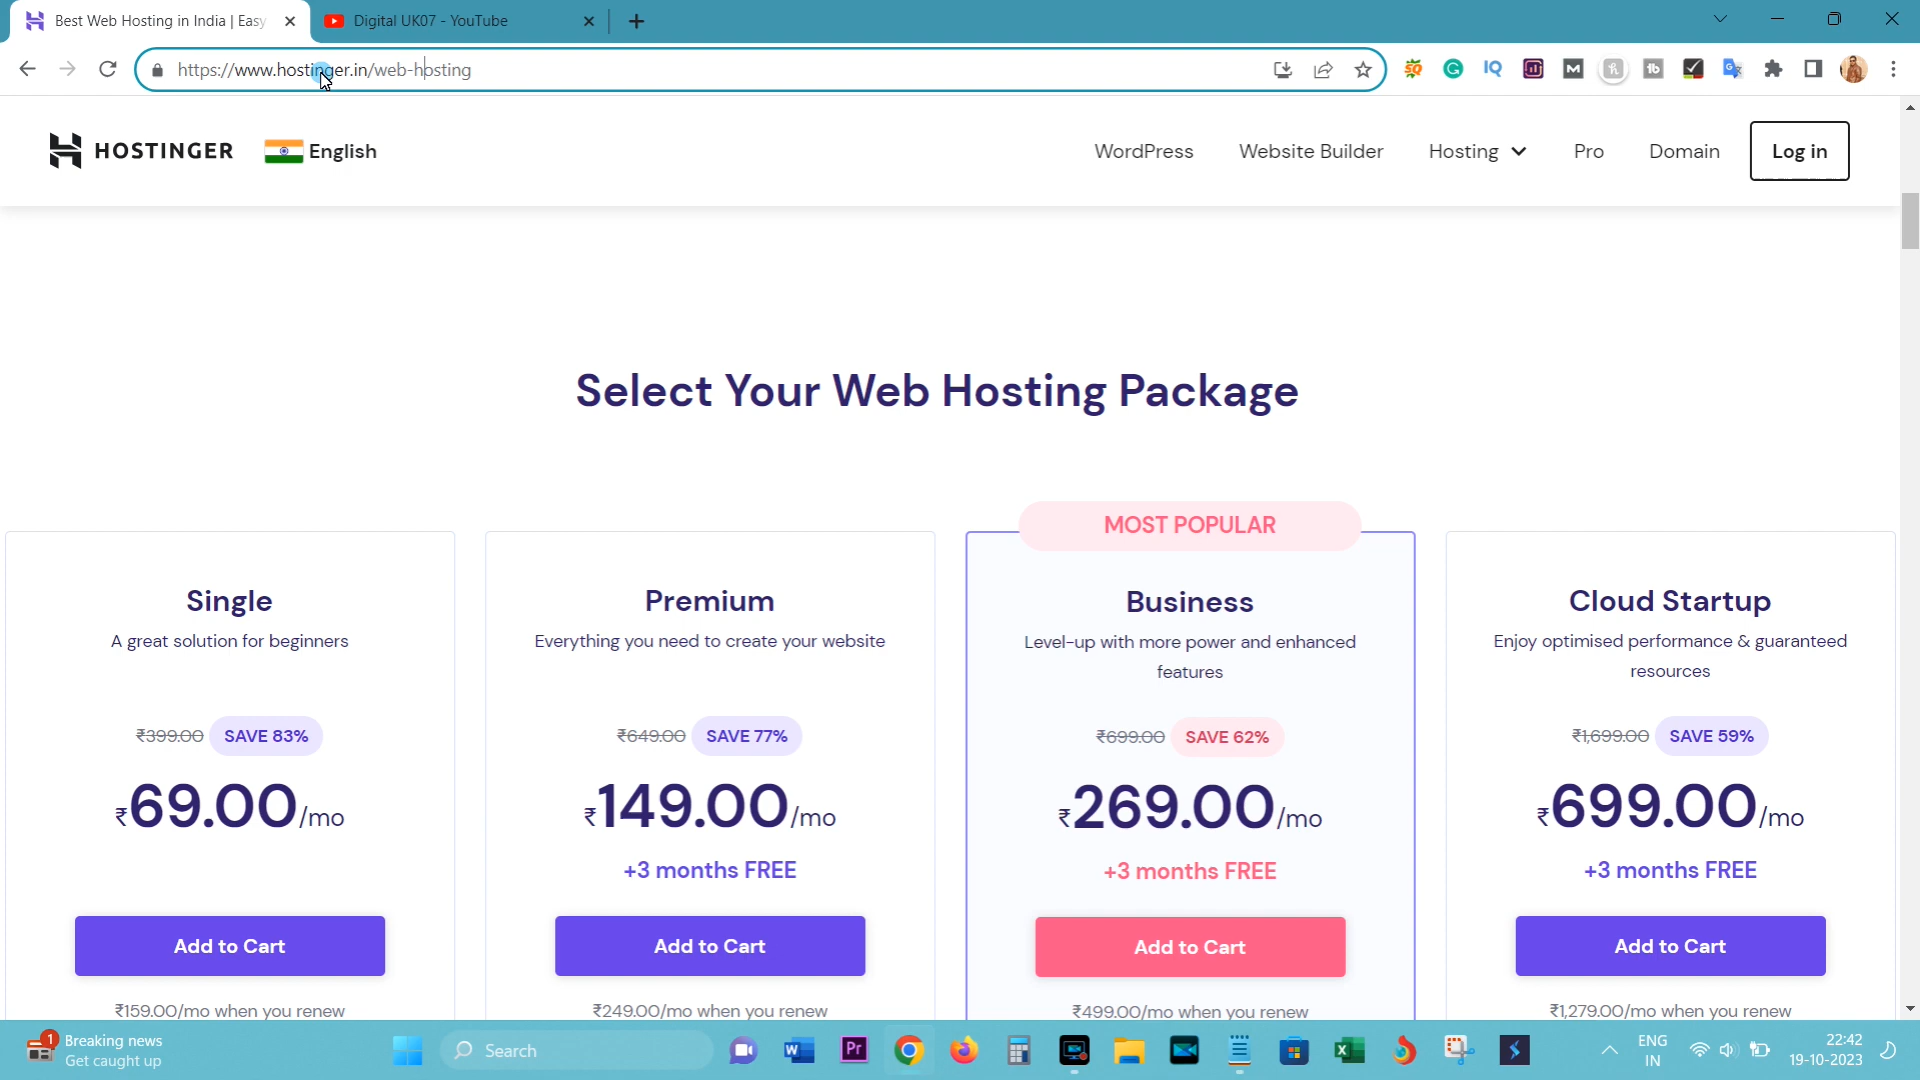 Best Web Hosting in India | Easy
Digital UK07 - YouTube
https://www.hostinger.in/web-hosting
HOSTINGER
English
WordPress
Website Builder
Hosting
Pro
Domain
Log in
Select Your Web Hosting Package
Single
A great solution for beginners
₹399.00 SAVE 83%
₹69.00/mo
Add to Cart
₹159.00/mo when you renew
Premium
Everything you need to create your website
₹649.00 SAVE 77%
₹149.00/mo
+3 months FREE
Add to Cart
₹249.00/mo when you renew
MOST POPULAR
Business
Level-up with more power and enhanced
features
₹699.00 SAVE 62%
₹269.00/mo
+3 months FREE
Add to Cart
₹499.00/mo when you renew
Cloud Startup
Enjoy optimised performance & guaranteed
resources
₹1,699.00 SAVE 59%
₹699.00/mo
+3 months FREE
Add to Cart
₹1,279.00/mo when you renew
1
Breaking news
Get caught up
Search
ENG
IN
22:42
19-10-2023